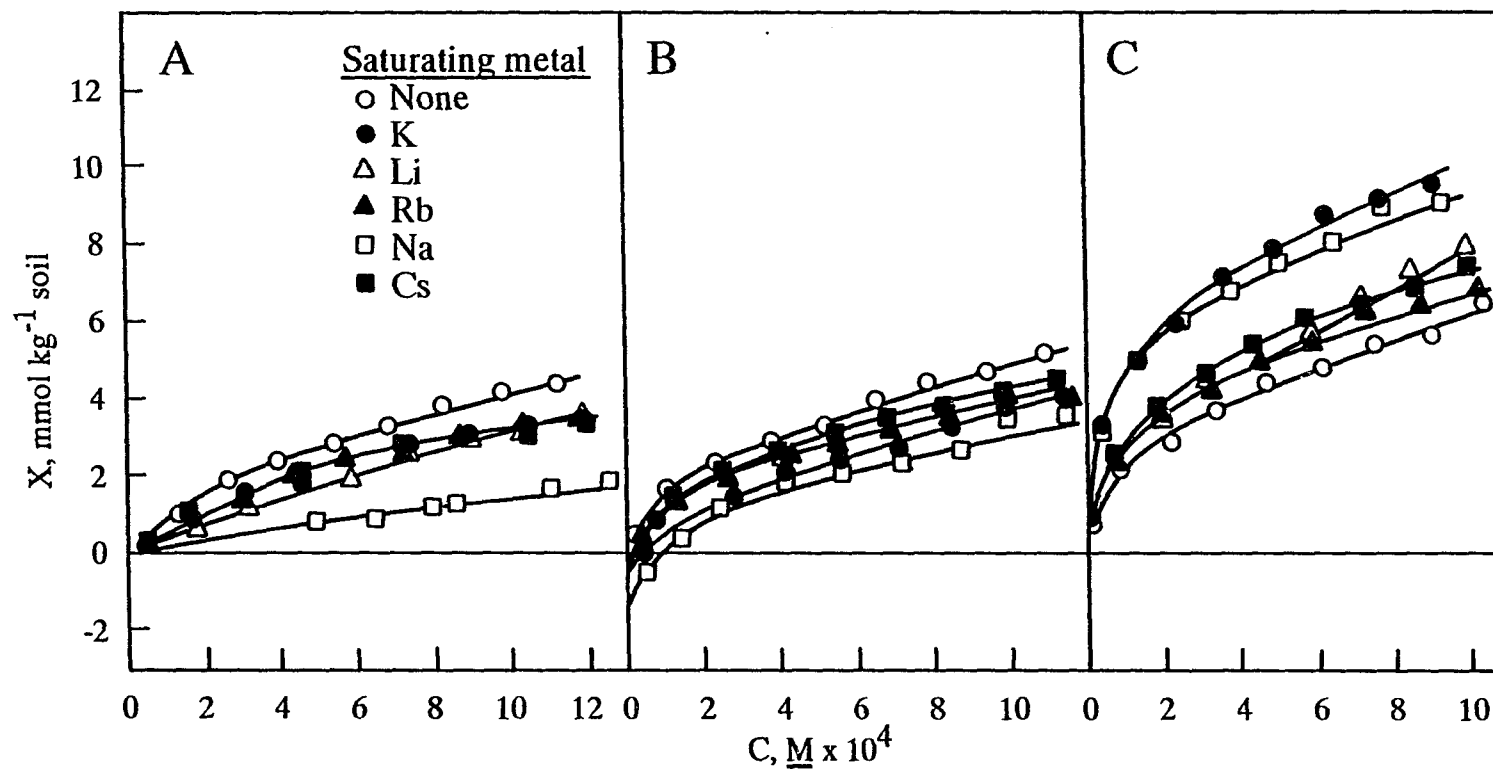 A
B
C
Saturating metal
None
K
Li
Rb
Na
Cs
X, mmol kg⁻¹ soil
12
10
8
6
4
2
0
-2
0 2 4 6 8 10 12
0 2 4 6 8 10
0 2 4 6 8 10
C, M x 10⁴